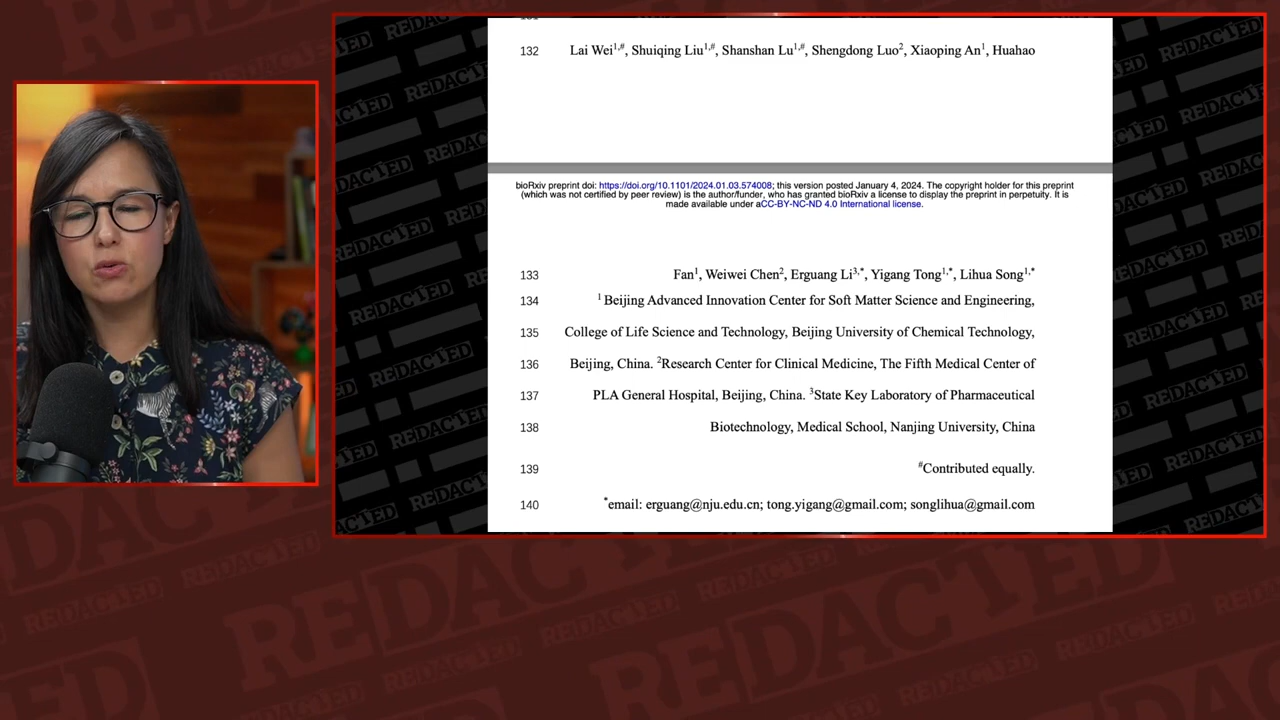 132 Lai Wei1,#, Shuiqing Liu1,#, Shanshan Lu1,#, Shengdong Luo2, Xiaoping An1, Huahao
bioRxiv preprint doi: https://doi.org/10.1101/2024.01.03.574008; this version posted January 4, 2024. The copyright holder for this preprint
(which was not certified by peer review) is the author/funder, who has granted bioRxiv a license to display the preprint in perpetuity. It is
made available under aCC-BY-NC-ND 4.0 International license.
133 Fan1, Weiwei Chen2, Erguang Li3,*, Yigang Tong1,*, Lihua Song1,*
134 1 Beijing Advanced Innovation Center for Soft Matter Science and Engineering,
135 College of Life Science and Technology, Beijing University of Chemical Technology,
136 Beijing, China. 2Research Center for Clinical Medicine, The Fifth Medical Center of
137 PLA General Hospital, Beijing, China. 3State Key Laboratory of Pharmaceutical
138 Biotechnology, Medical School, Nanjing University, China
139 #Contributed equally.
140 *email: erguang@nju.edu.cn; tong.yigang@gmail.com; songlihua@gmail.com
REDACTED
REDACTED
REDACTED
REDACTED